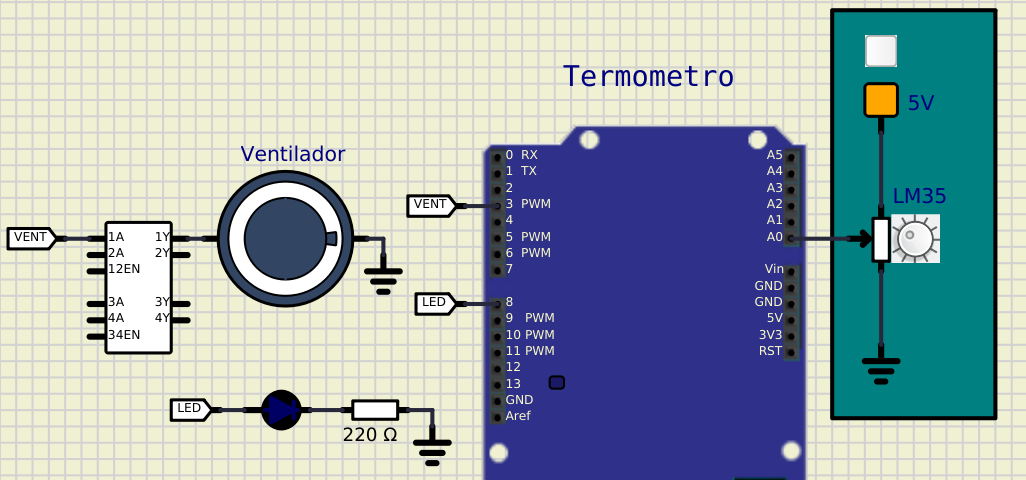 Termometro
5V
LM35
Ventilador
VENT
1A 1Y
2A 2Y
12EN
3A 3Y
4A 4Y
34EN
VENT
LED
0 RX
1 TX
2
3 PWM
4
5 PWM
6 PWM
7
8
9 PWM
10 PWM
11 PWM
12
13
GND
Aref
A5
A4
A3
A2
A1
A0
Vin
GND
GND
5V
3V3
RST
LED
220 Ω